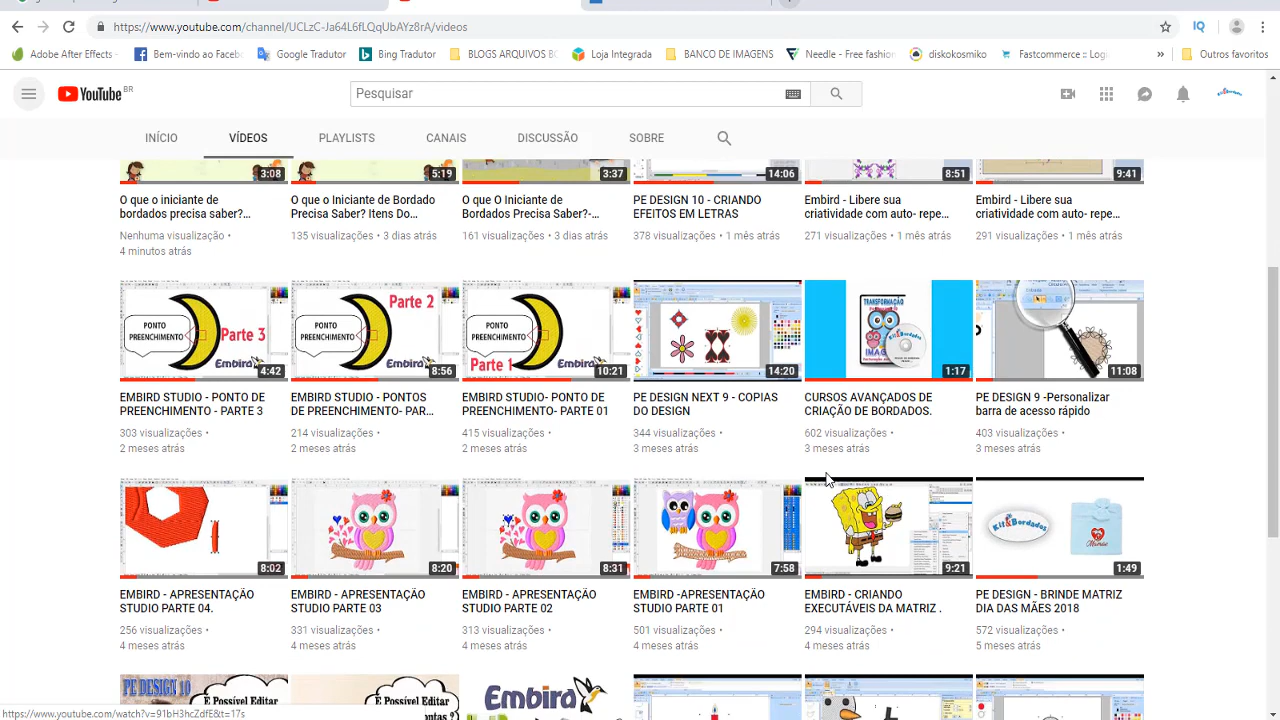 https://www.youtube.com/channel/UCLzC-Ja64L6fLQqUbAYz8rA/videos
IQ
Adobe After Effects -
Bem-vindo ao Faceb
Google Tradutor
Bing Tradutor
BLOGS ARQUIVOS BC
Loja Integrada
BANCO DE IMAGENS
Needle - Free fashion
diskokosmiko
Fastcommerce :: Logi
»
Outros favoritos
YouTube BR
Pesquisar
INÍCIO
VÍDEOS
PLAYLISTS
CANAIS
DISCUSSÃO
SOBRE
3:08
5:19
3:37
14:06
8:51
9:41
O que o iniciante de
bordados precisa saber?...
Nenhuma visualização •
4 minutos atrás
O que o Iniciante de Bordado
Precisa Saber? Itens Do...
135 visualizações • 3 dias atrás
O que O Iniciante de
Bordados Precisa Saber?-...
161 visualizações • 3 dias atrás
PE DESIGN 10 - CRIANDO
EFEITOS EM LETRAS
378 visualizações • 1 mês atrás
Embird - Libere sua
criatividade com auto- repe...
271 visualizações • 1 mês atrás
Embird - Libere sua
criatividade com auto- repe...
291 visualizações • 1 mês atrás
PONTO
PREENCHIMENTO
Parte 3
Embira
4:42
PONTO
PREENCHIMENTO
Parte 2
Embira
8:56
PONTO
PREENCHIMENTO
Parte 1
Embira
10:21
14:20
TRANSFORMAÇÃO
IMAG
Kit&Bordados
1:17
11:08
EMBIRD STUDIO - PONTO DE
PREENCHIMENTO - PARTE 3
303 visualizações •
2 meses atrás
EMBIRD STUDIO - PONTOS
DE PREENCHIMENTO- PAR...
214 visualizações •
2 meses atrás
EMBIRD STUDIO- PONTO DE
PREENCHIMENTO- PARTE 01
415 visualizações •
2 meses atrás
PE DESIGN NEXT 9 - COPIAS
DO DESIGN
344 visualizações •
3 meses atrás
CURSOS AVANÇADOS DE
CRIAÇÃO DE BORDADOS.
602 visualizações •
3 meses atrás
PE DESIGN 9 -Personalizar
barra de acesso rápido
403 visualizações •
3 meses atrás
8:02
8:20
8:31
7:58
9:21
Kit&Bordados
Mamãe
1:49
EMBIRD - APRESENTAÇÃO
STUDIO PARTE 04.
256 visualizações •
4 meses atrás
EMBIRD - APRESENTAÇÃO
STUDIO PARTE 03
331 visualizações •
4 meses atrás
EMBIRD - APRESENTAÇÃO
STUDIO PARTE 02
313 visualizações •
4 meses atrás
EMBIRD -APRESENTAÇÃO
STUDIO PARTE 01
501 visualizações •
4 meses atrás
EMBIRD - CRIANDO
EXECUTÁVEIS DA MATRIZ .
294 visualizações •
4 meses atrás
PE DESIGN - BRINDE MATRIZ
DIA DAS MÃES 2018
572 visualizações •
5 meses atrás
PE DESIGN 10
É Possível Editar
É Possível Editar
Embira
https://www.youtube.com/watch?v=91bH3hcZdfE&t=17s